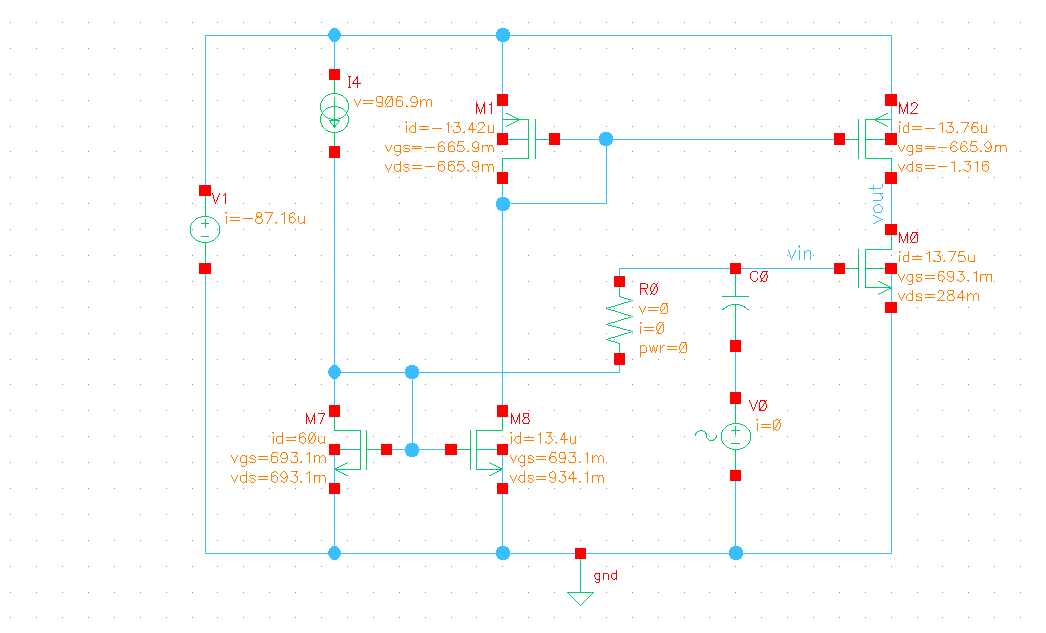 I4
v=906.9m
M1
id=-13.42u
vgs=-665.9m
vds=-665.9m
M2
id=-13.76u
vgs=-665.9m
vds=-1.316
V1
i=-87.16u
vout
M0
id=13.75u
vgs=693.1m
vds=284m
vin
C0
R0
v=0
i=0
pwr=0
M7
id=60u
vgs=693.1m
vds=693.1m
M8
id=13.4u
vgs=693.1m
vds=934.1m
V0
i=0
gnd